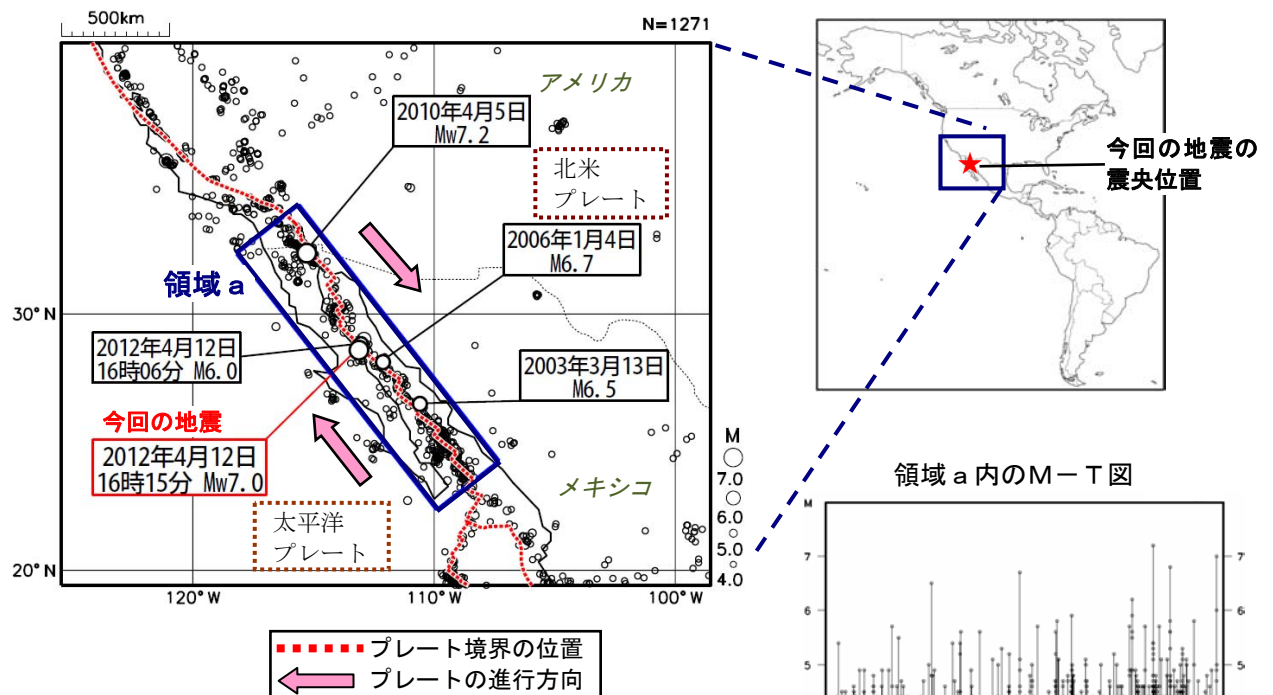 500km
N=1271
アメリカ
2010年4月5日
Mw7.2
北米
プレート
2006年1月4日
M6.7
領域a
30°N
2012年4月12日
16時06分 M6.0
2003年3月13日
M6.5
今回の地震
2012年4月12日
16時15分 Mw7.0
メキシコ
太平洋
プレート
20°N
120°W
110°W
100°W
M
7.0
6.0
5.0
4.0
プレート境界の位置
プレートの進行方向
今回の地震の
震央位置
領域a内のM-T図
M
7
7
6
6
5
5